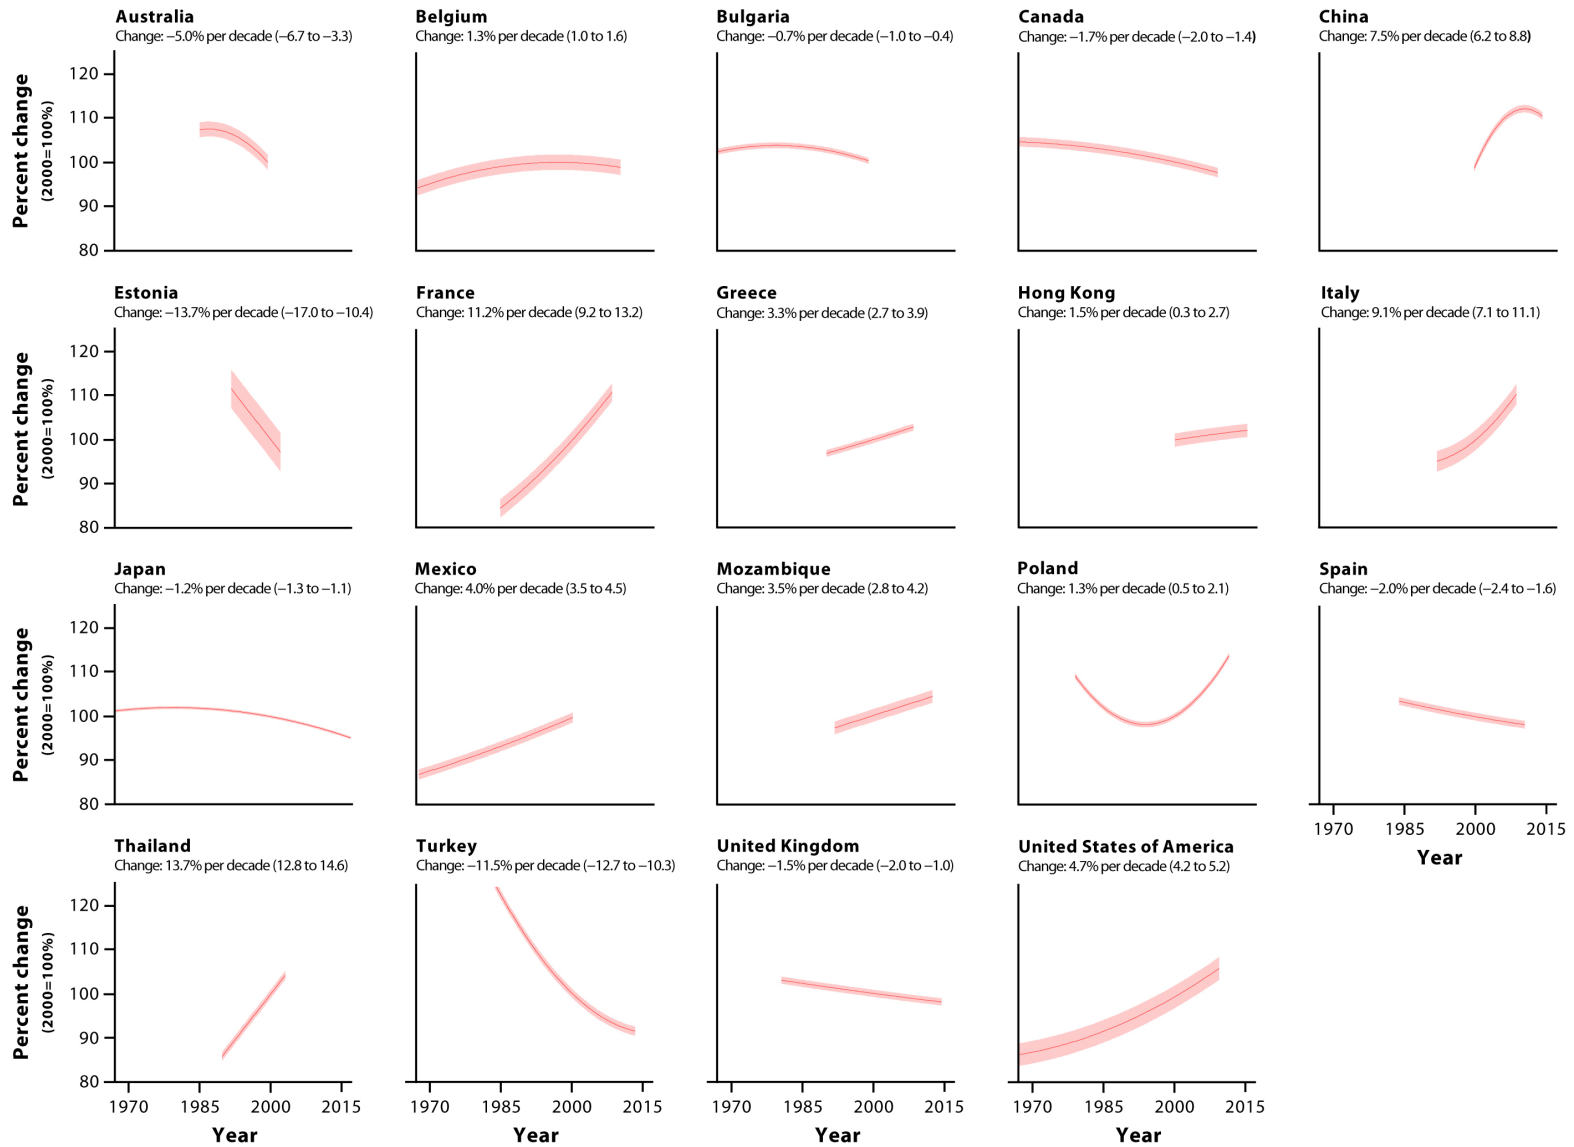 Australia
Change: −5.0% per decade (−6.7 to −3.3)
Belgium
Change: 1.3% per decade (1.0 to 1.6)
Bulgaria
Change: −0.7% per decade (−1.0 to −0.4)
Canada
Change: −1.7% per decade (−2.0 to −1.4)
China
Change: 7.5% per decade (6.2 to 8.8)
Percent change
(2000=100%)
120
110
100
90
80
Estonia
Change: −13.7% per decade (−17.0 to −10.4)
France
Change: 11.2% per decade (9.2 to 13.2)
Greece
Change: 3.3% per decade (2.7 to 3.9)
Hong Kong
Change: 1.5% per decade (0.3 to 2.7)
Italy
Change: 9.1% per decade (7.1 to 11.1)
Percent change
(2000=100%)
120
110
100
90
80
Japan
Change: −1.2% per decade (−1.3 to −1.1)
Mexico
Change: 4.0% per decade (3.5 to 4.5)
Mozambique
Change: 3.5% per decade (2.8 to 4.2)
Poland
Change: 1.3% per decade (0.5 to 2.1)
Spain
Change: −2.0% per decade (−2.4 to −1.6)
Percent change
(2000=100%)
120
110
100
90
80
1970 1985 2000 2015
Year
Thailand
Change: 13.7% per decade (12.8 to 14.6)
Turkey
Change: −11.5% per decade (−12.7 to −10.3)
United Kingdom
Change: −1.5% per decade (−2.0 to −1.0)
United States of America
Change: 4.7% per decade (4.2 to 5.2)
Percent change
(2000=100%)
120
110
100
90
80
1970 1985 2000 2015
Year
1970 1985 2000 2015
Year
1970 1985 2000 2015
Year
1970 1985 2000 2015
Year